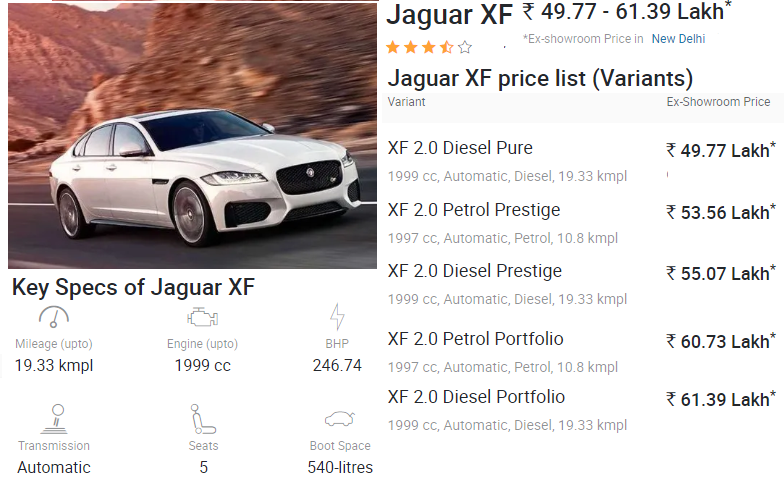 Jaguar XF ₹ 49.77 - 61.39 Lakh*
*Ex-showroom Price in New Delhi
Jaguar XF price list (Variants)
Variant Ex-Showroom Price
XF 2.0 Diesel Pure ₹ 49.77 Lakh*
1999 cc, Automatic, Diesel, 19.33 kmpl
XF 2.0 Petrol Prestige ₹ 53.56 Lakh*
1997 cc, Automatic, Petrol, 10.8 kmpl
XF 2.0 Diesel Prestige ₹ 55.07 Lakh*
1999 cc, Automatic, Diesel, 19.33 kmpl
XF 2.0 Petrol Portfolio ₹ 60.73 Lakh*
1997 cc, Automatic, Petrol, 10.8 kmpl
XF 2.0 Diesel Portfolio ₹ 61.39 Lakh*
1999 cc, Automatic, Diesel, 19.33 kmpl
Key Specs of Jaguar XF
Mileage (upto) Engine (upto) BHP
19.33 kmpl 1999 cc 246.74
Transmission Seats Boot Space
Automatic 5 540-litres